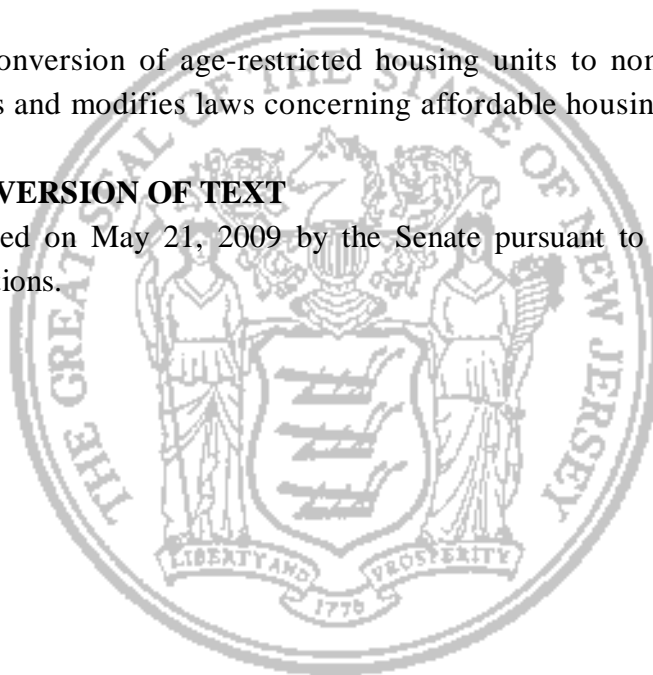 onversion of age-restricted housing units to nor
s and modifies laws concerning affordable housin
VERSION OF TEXT
ed on May 21, 2009 by the Senate pursuant to
tions.
THE GREAT SEAL OF THE STATE OF NEW JERSEY
LIBERTY AND PROSPERITY
1776